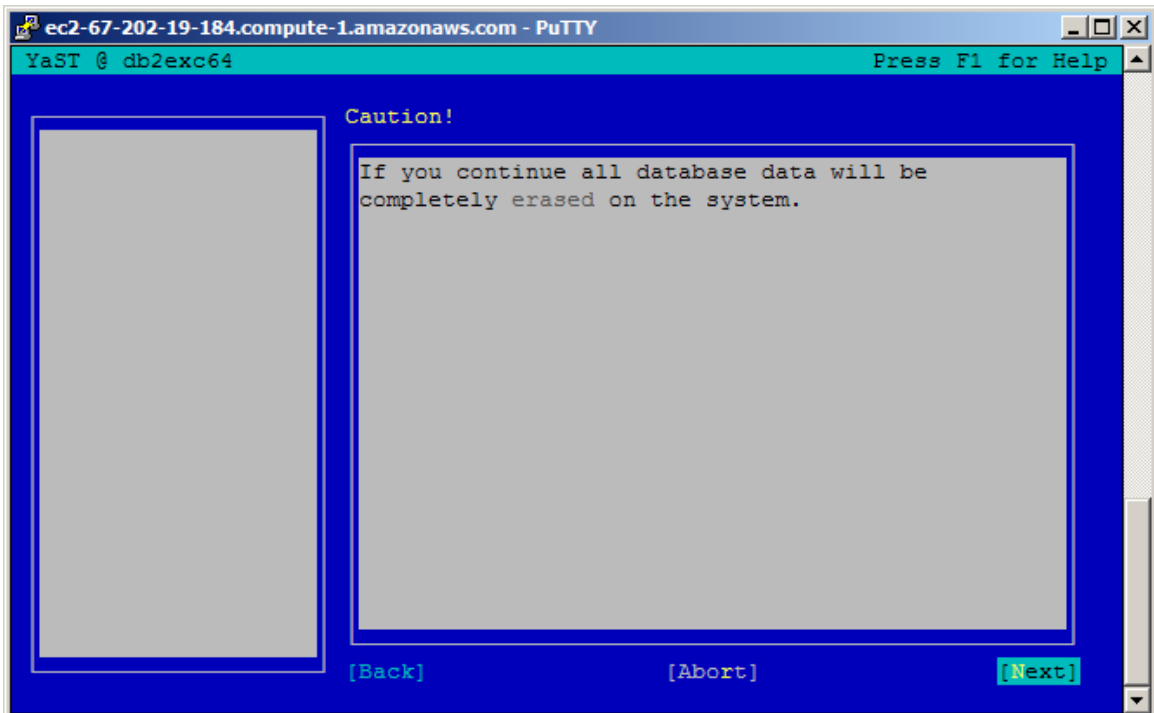 ec2-67-202-19-184.compute-1.amazonaws.com - PuTTY
YaST @ db2exc64 Press F1 for Help
Caution!
If you continue all database data will be
completely erased on the system.
[Back] [Abort] [Next]